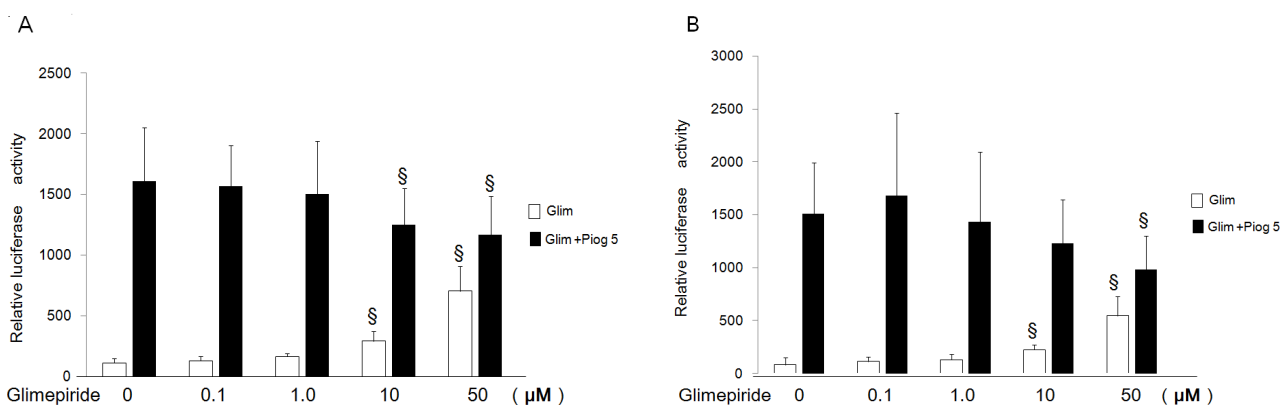 A
Relative luciferase activity
2500
2000
1500
1000
500
0
§
§
§
§
Glim
Glim +Piog 5
Glimepiride 0 0.1 1.0 10 50 ( µM )
B
Relative luciferase activity
3000
2500
2000
1500
1000
500
0
§
§
§
Glim
Glim +Piog 5
Glimepiride 0 0.1 1.0 10 50 ( µM )